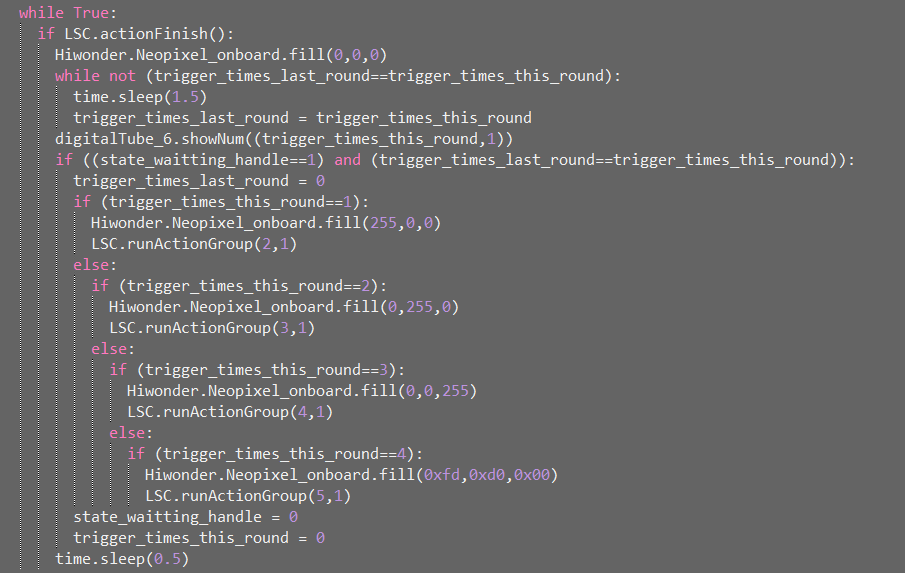 while True:
if LSC.actionFinish():
Hiwonder.Neopixel_onboard.fill(0,0,0)
while not (trigger_times_last_round==trigger_times_this_round):
time.sleep(1.5)
trigger_times_last_round = trigger_times_this_round
digitalTube_6.showNum((trigger_times_this_round,1))
if ((state_waitting_handle==1) and (trigger_times_last_round==trigger_times_this_round)):
trigger_times_last_round = 0
if (trigger_times_this_round==1):
Hiwonder.Neopixel_onboard.fill(255,0,0)
LSC.runActionGroup(2,1)
else:
if (trigger_times_this_round==2):
Hiwonder.Neopixel_onboard.fill(0,255,0)
LSC.runActionGroup(3,1)
else:
if (trigger_times_this_round==3):
Hiwonder.Neopixel_onboard.fill(0,0,255)
LSC.runActionGroup(4,1)
else:
if (trigger_times_this_round==4):
Hiwonder.Neopixel_onboard.fill(0xfd,0xd0,0x00)
LSC.runActionGroup(5,1)
state_waitting_handle = 0
trigger_times_this_round = 0
time.sleep(0.5)